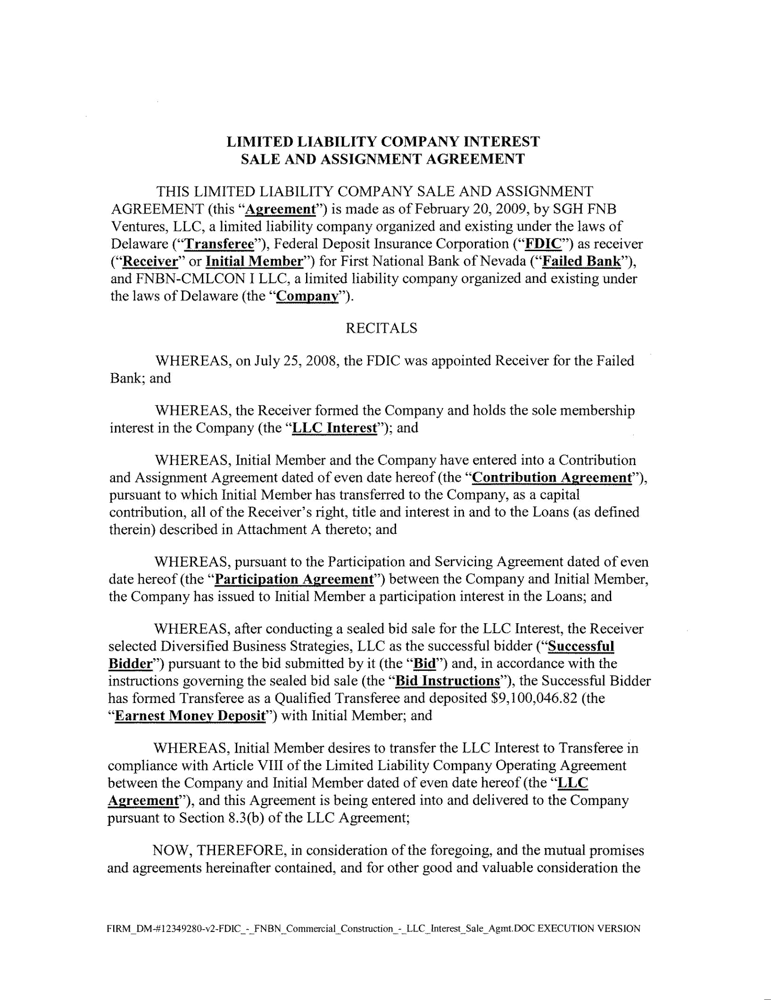 LIMITED LIABILITY COMPANY INTEREST
SALE AND ASSIGNMENT AGREEMENT
THIS LIMITED LIABILITY COMPANY SALE AND ASSIGNMENT
AGREEMENT (this “Agreement”) is made as of February 20, 2009, by SGH FNB
Ventures, LLC, a limited liability company organized and existing under the laws of
Delaware (“Transferee”), Federal Deposit Insurance Corporation (“FDIC”) as receiver
(“Receiver” or Initial Member”) for First National Bank of Nevada (“Failed Bank”),
and FNBN-CMLCON I LLC, a limited liability company organized and existing under
the laws of Delaware (the “Company”).
RECITALS
WHEREAS, on July 25, 2008, the FDIC was appointed Receiver for the Failed
Bank; and
WHEREAS, the Receiver formed the Company and holds the sole membership
interest in the Company (the “LLC Interest”); and
WHEREAS, Initial Member and the Company have entered into a Contribution
and Assignment Agreement dated of even date hereof (the “Contribution Agreement”),
pursuant to which Initial Member has transferred to the Company, as a capital
contribution, all of the Receiver’s right, title and interest in and to the Loans (as defined
therein) described in Attachment A thereto; and
WHEREAS, pursuant to the Participation and Servicing Agreement dated of even
date hereof (the “Participation Agreement”) between the Company and Initial Member,
the Company has issued to Initial Member a participation interest in the Loans; and
WHEREAS, after conducting a sealed bid sale for the LLC Interest, the Receiver
selected Diversified Business Strategies, LLC as the successful bidder (“Successful
Bidder”) pursuant to the bid submitted by it (the “Bid”) and, in accordance with the
instructions governing the sealed bid sale (the “Bid Instructions”), the Successful Bidder
has formed Transferee as a Qualified Transferee and deposited $9,100,046.82 (the
“Earnest Money Deposit”) with Initial Member; and
WHEREAS, Initial Member desires to transfer the LLC Interest to Transferee in
compliance with Article VIII of the Limited Liability Company Operating Agreement
between the Company and Initial Member dated of even date hereof (the “LLC
Agreement”), and this Agreement is being entered into and delivered to the Company
pursuant to Section 8.3(b) of the LLC Agreement;
NOW, THEREFORE, in consideration of the foregoing, and the mutual promises
and agreements hereinafter contained, and for other good and valuable consideration the
FIRM_DM-#12349280-v2-FDIC_-_FNBN_Commercial_Construction_-_LLC_Interest_Sale_Agmt.DOC EXECUTION VERSION